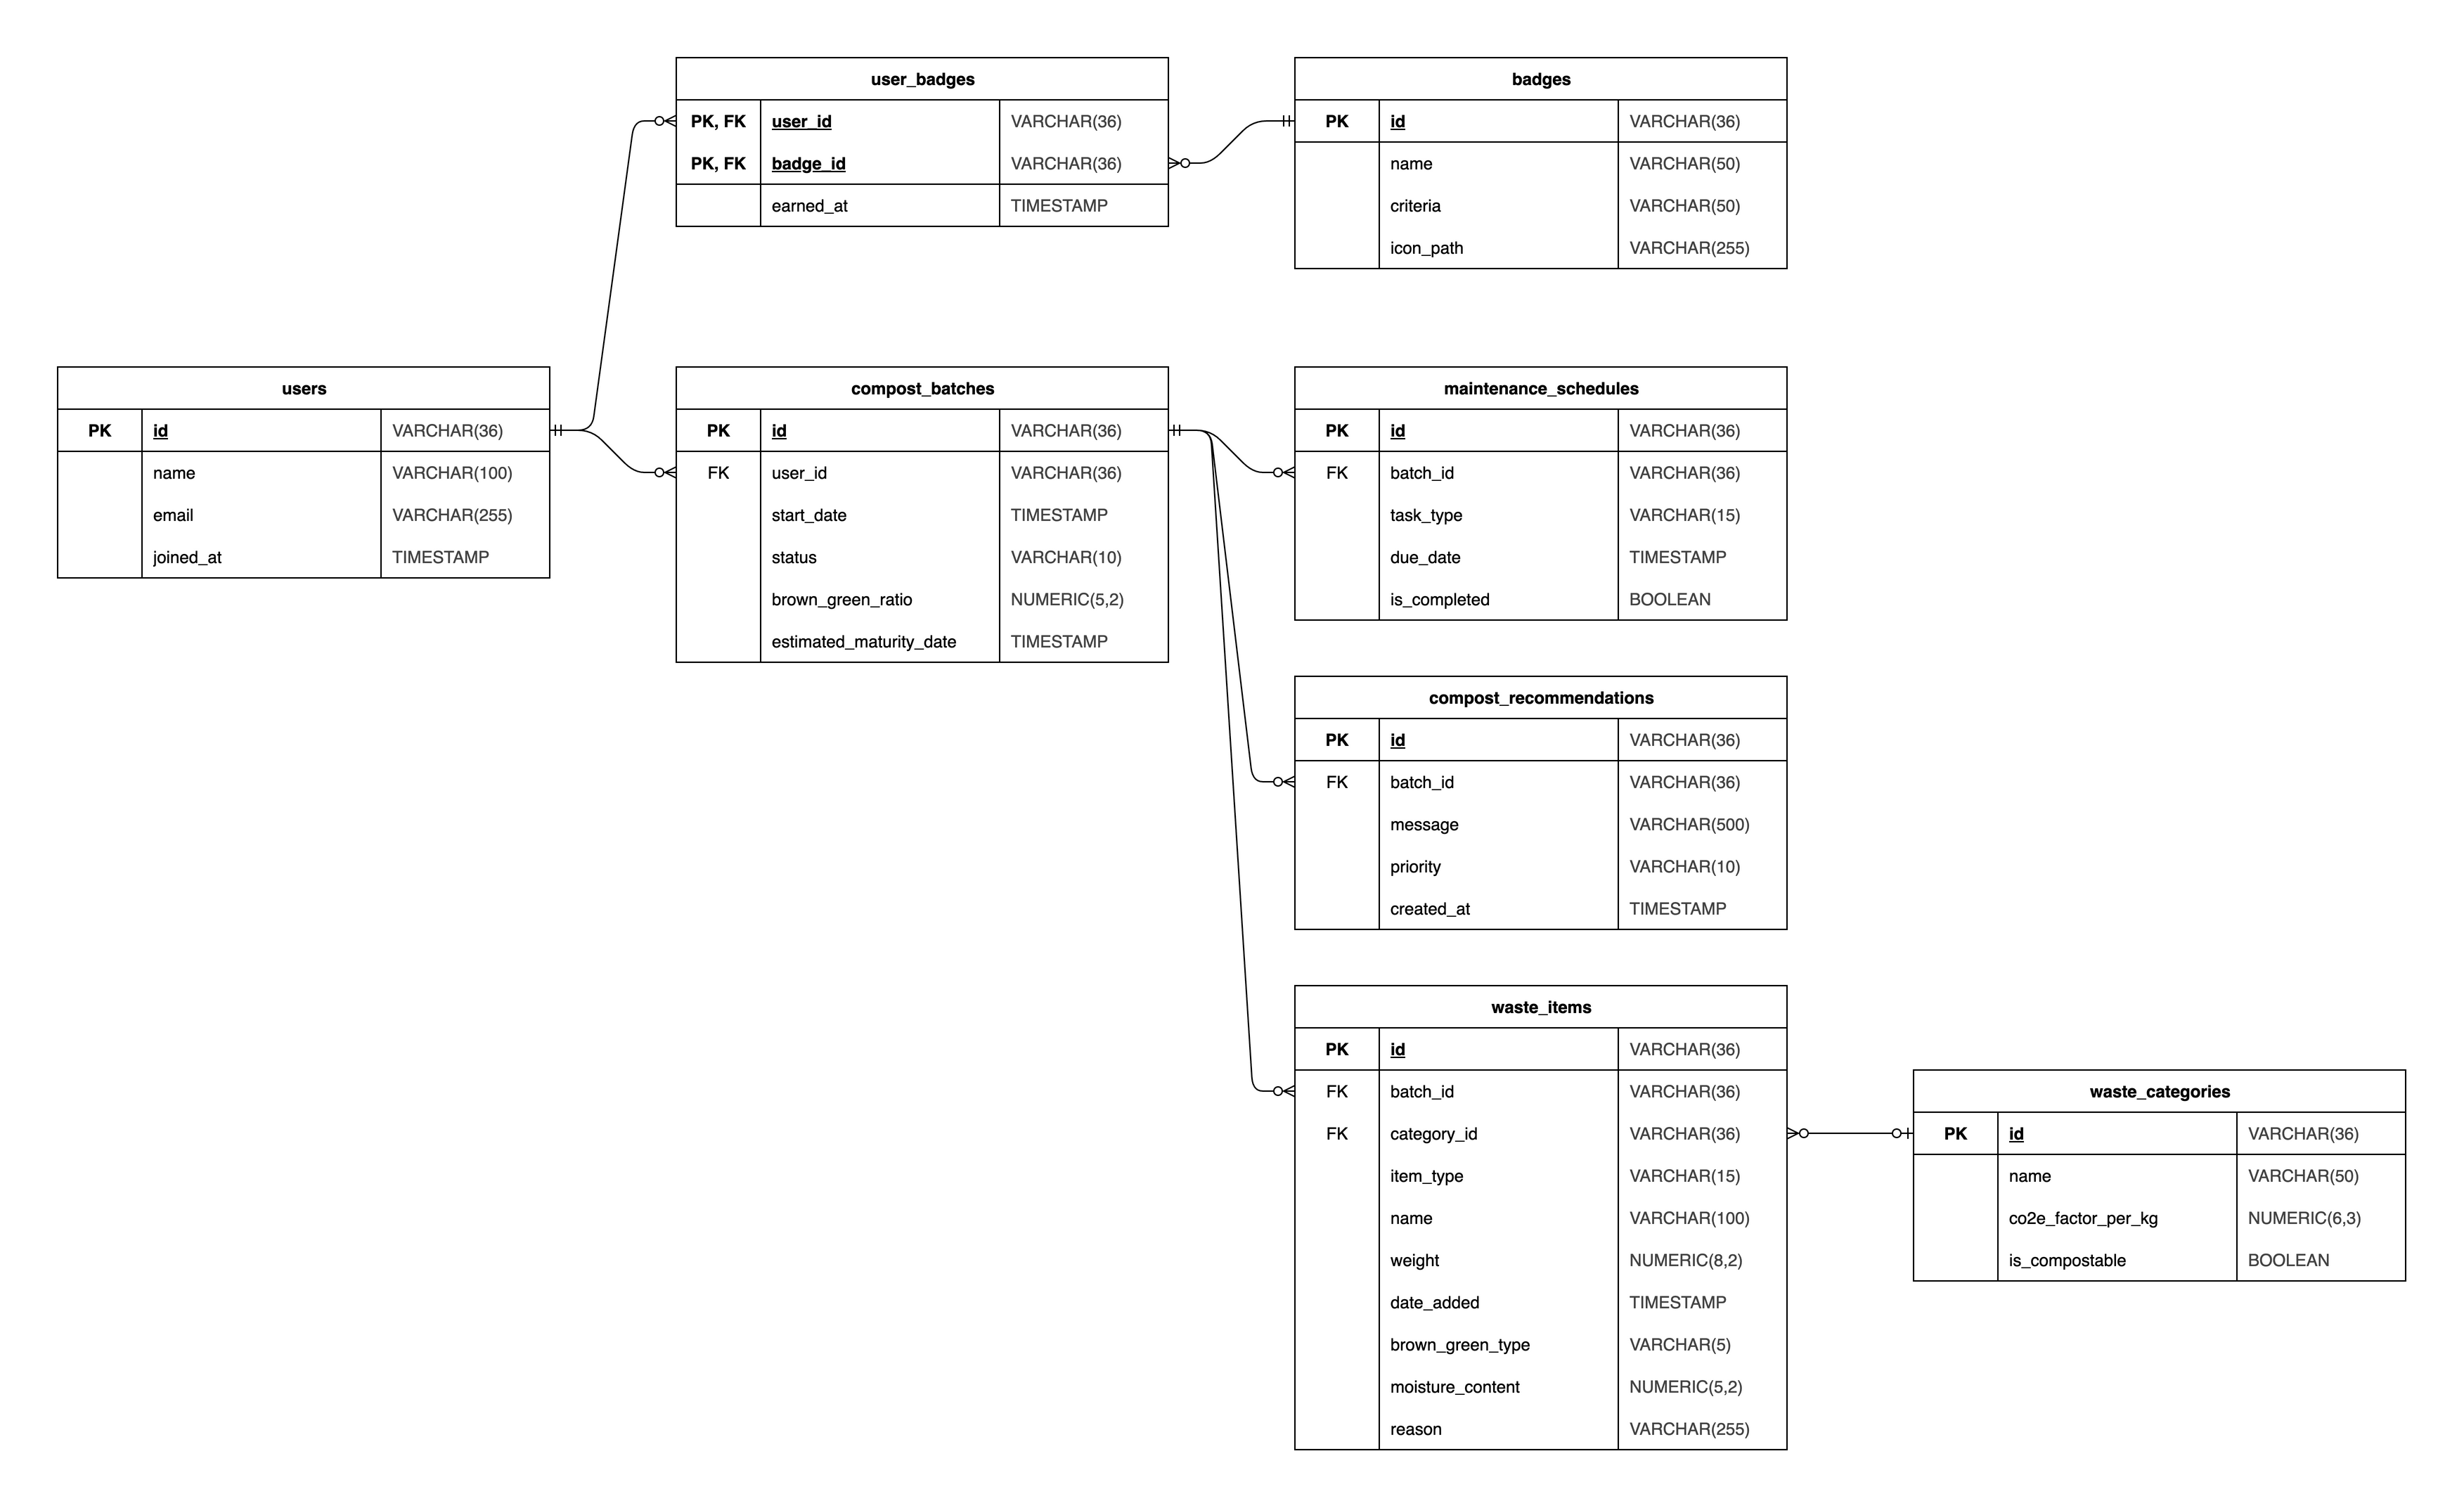 user_badges
PK, FK user_id VARCHAR(36)
PK, FK badge_id VARCHAR(36)
earned_at TIMESTAMP
badges
PK id VARCHAR(36)
name VARCHAR(50)
criteria VARCHAR(50)
icon_path VARCHAR(255)
users
PK id VARCHAR(36)
name VARCHAR(100)
email VARCHAR(255)
joined_at TIMESTAMP
compost_batches
PK id VARCHAR(36)
FK user_id VARCHAR(36)
start_date TIMESTAMP
status VARCHAR(10)
brown_green_ratio NUMERIC(5,2)
estimated_maturity_date TIMESTAMP
maintenance_schedules
PK id VARCHAR(36)
FK batch_id VARCHAR(36)
task_type VARCHAR(15)
due_date TIMESTAMP
is_completed BOOLEAN
compost_recommendations
PK id VARCHAR(36)
FK batch_id VARCHAR(36)
message VARCHAR(500)
priority VARCHAR(10)
created_at TIMESTAMP
waste_items
PK id VARCHAR(36)
FK batch_id VARCHAR(36)
FK category_id VARCHAR(36)
item_type VARCHAR(15)
name VARCHAR(100)
weight NUMERIC(8,2)
date_added TIMESTAMP
brown_green_type VARCHAR(5)
moisture_content NUMERIC(5,2)
reason VARCHAR(255)
waste_categories
PK id VARCHAR(36)
name VARCHAR(50)
co2e_factor_per_kg NUMERIC(6,3)
is_compostable BOOLEAN